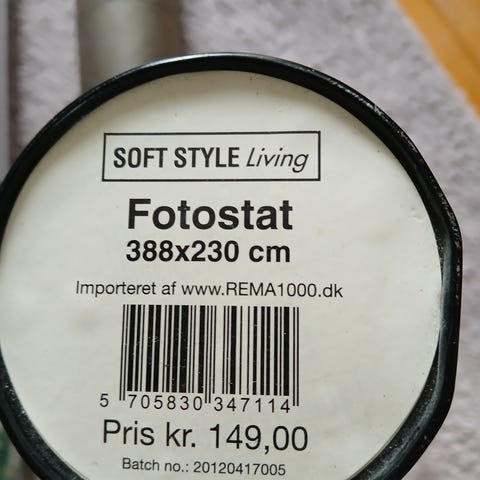 SOFT STYLE Living
Fotostat
388x230 cm
Importeret af www.REMA1000.dk
5 705830 347114
Pris kr. 149,00
Batch no.: 20120417005